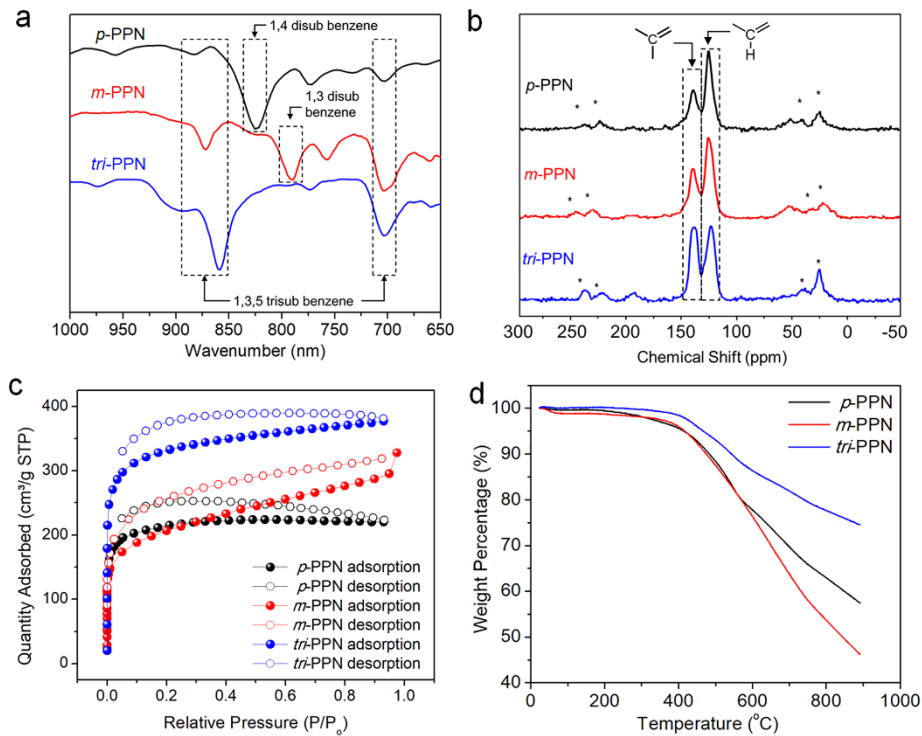 a
p-PPN
1,4 disub benzene
m-PPN
1,3 disub
benzene
tri-PPN
1,3,5 trisub benzene
1000 950 900 850 800 750 700 650
Wavenumber (nm)
b
H
p-PPN
* * * *
m-PPN
* * * *
tri-PPN
* * * *
300 250 200 150 100 50 0 -50
Chemical Shift (ppm)
c
Quantity Adsorbed (cm³/g STP)
400
300
200
100
0
p-PPN adsorption
p-PPN desorption
m-PPN adsorption
m-PPN desorption
tri-PPN adsorption
tri-PPN desorption
0.0 0.2 0.4 0.6 0.8 1.0
Relative Pressure (P/Pₒ)
d
Weight Percentage (%)
100
90
80
70
60
50
40
p-PPN
m-PPN
tri-PPN
0 200 400 600 800 1000
Temperature (°C)